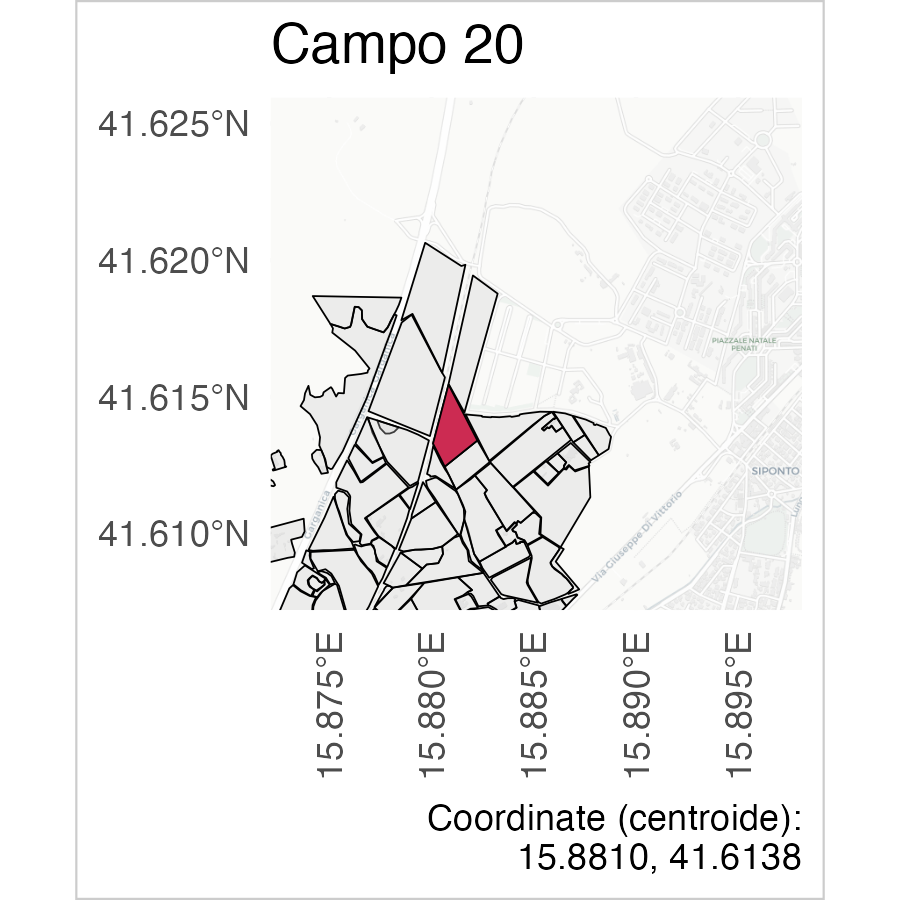 Campo 20
41.625°N
41.620°N
41.615°N
41.610°N
PIAZZALE NATALE
PENATI
SIPONTO
Via Giuseppe Di Vittorio
Garganica
15.875°E
15.880°E
15.885°E
15.890°E
15.895°E
Coordinate (centroide):
15.8810, 41.6138